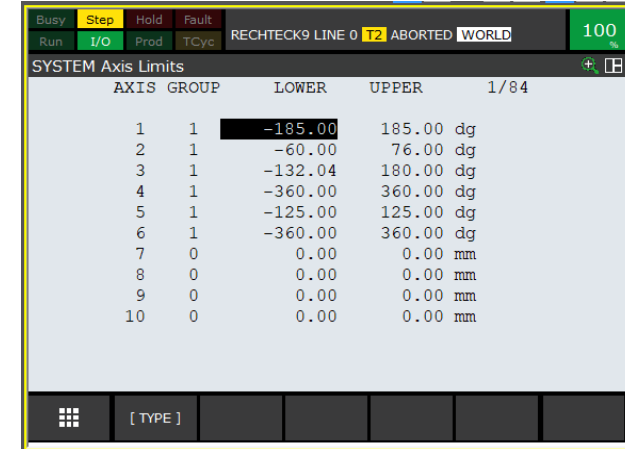 Busy Step Hold Fault
Run I/O Prod TCyc RECHTECK9 LINE 0 T2 ABORTED WORLD 100 %
SYSTEM Axis Limits
AXIS GROUP LOWER UPPER 1/84
1 1 -185.00 185.00 dg
2 1 -60.00 76.00 dg
3 1 -132.04 180.00 dg
4 1 -360.00 360.00 dg
5 1 -125.00 125.00 dg
6 1 -360.00 360.00 dg
7 0 0.00 0.00 mm
8 0 0.00 0.00 mm
9 0 0.00 0.00 mm
10 0 0.00 0.00 mm
[ TYPE ]